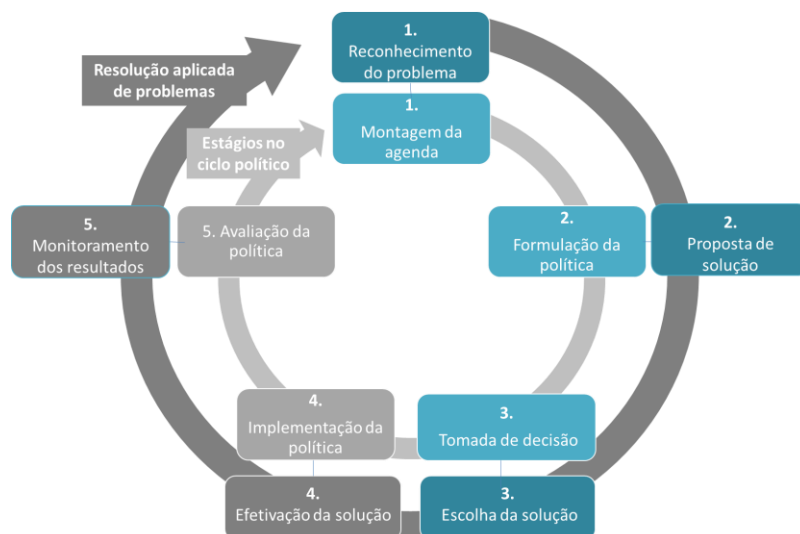 1.
Reconhecimento
do problema
Resolução aplicada
de problemas
1.
Montagem da
agenda
Estágios no
ciclo político
2.
Formulação da
política
2.
Proposta de
solução
3.
Tomada de decisão
3.
Escolha da solução
4.
Implementação da
política
4.
Efetivação da solução
5. Avaliação da
política
5.
Monitoramento
dos resultados